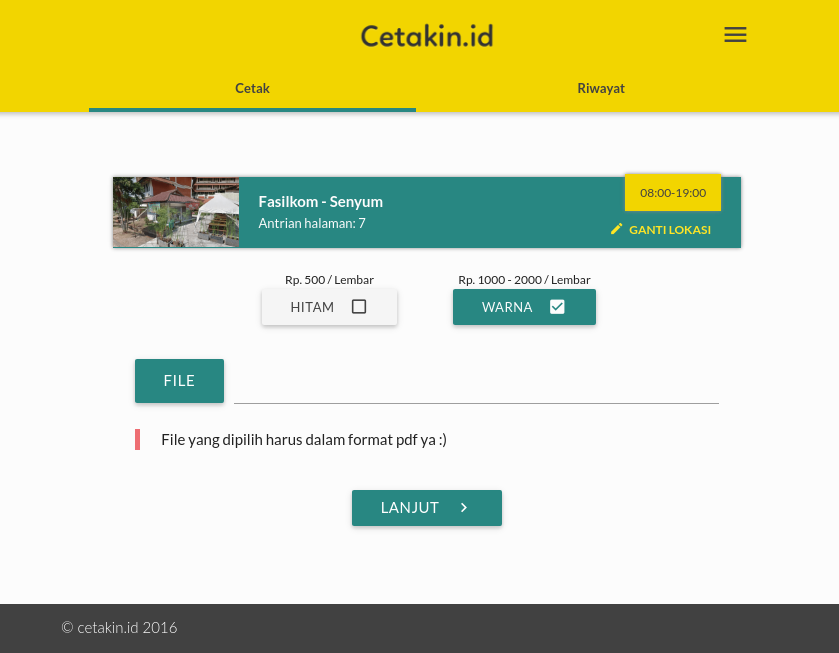 Cetakin.id
Cetak
Riwayat
Fasilkom - Senyum
Antrian halaman: 7
08:00-19:00
GANTI LOKASI
Rp. 500 / Lembar
HITAM
Rp. 1000 - 2000 / Lembar
WARNA
FILE
File yang dipilih harus dalam format pdf ya :)
LANJUT
© cetakin.id 2016